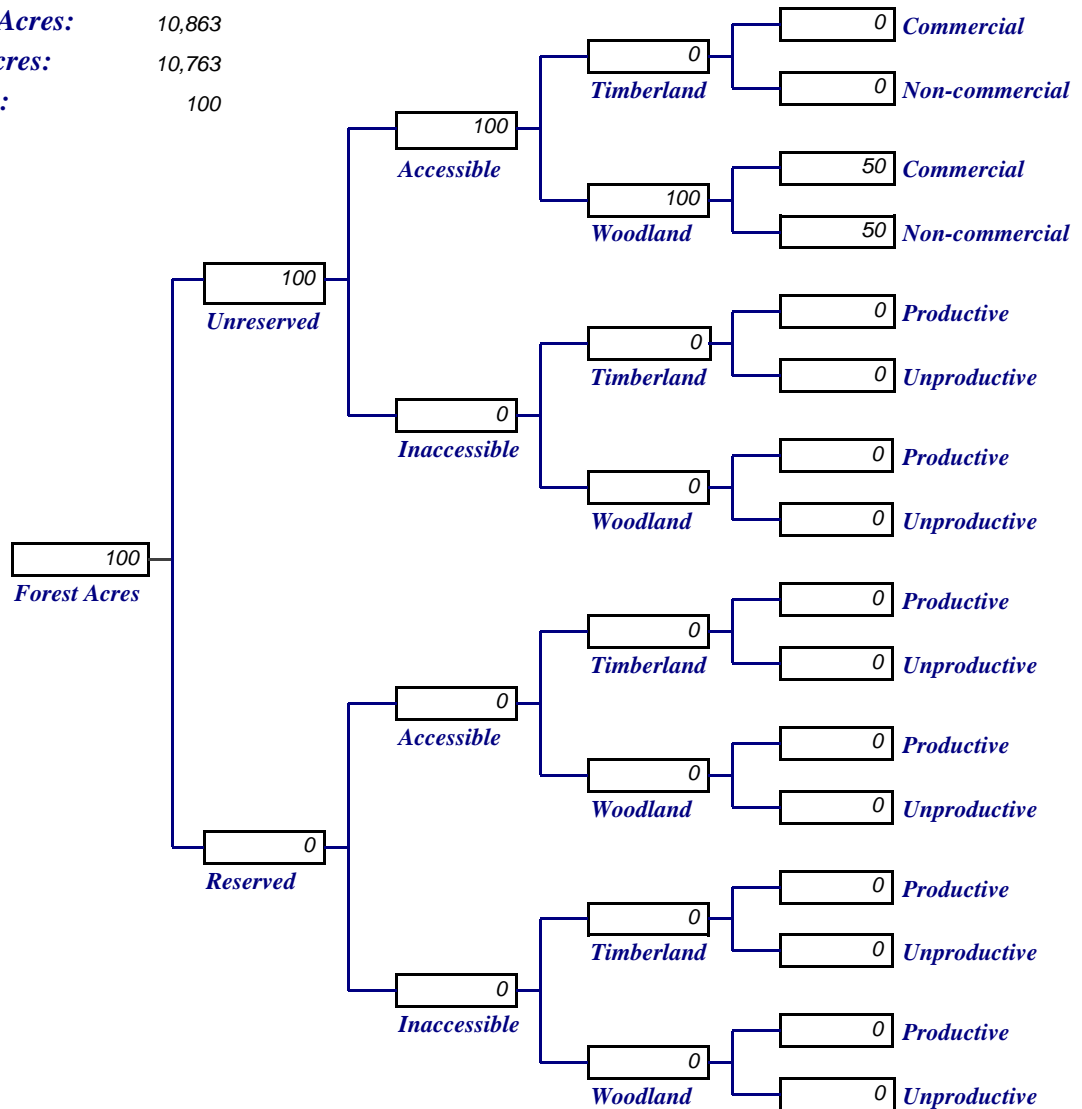 Acres: 10,863
cres: 10,763
: 100
0 Commercial
0
Timberland
0 Non-commercial
100
Accessible
50 Commercial
100
Woodland
50 Non-commercial
100
Unreserved
0 Productive
0
Timberland
0 Unproductive
0
Inaccessible
0 Productive
0
Woodland
0 Unproductive
100
Forest Acres
0 Productive
0
Timberland
0 Unproductive
0
Accessible
0 Productive
0
Woodland
0 Unproductive
0
Reserved
0 Productive
0
Timberland
0 Unproductive
0
Inaccessible
0 Productive
0
Woodland
0 Unproductive